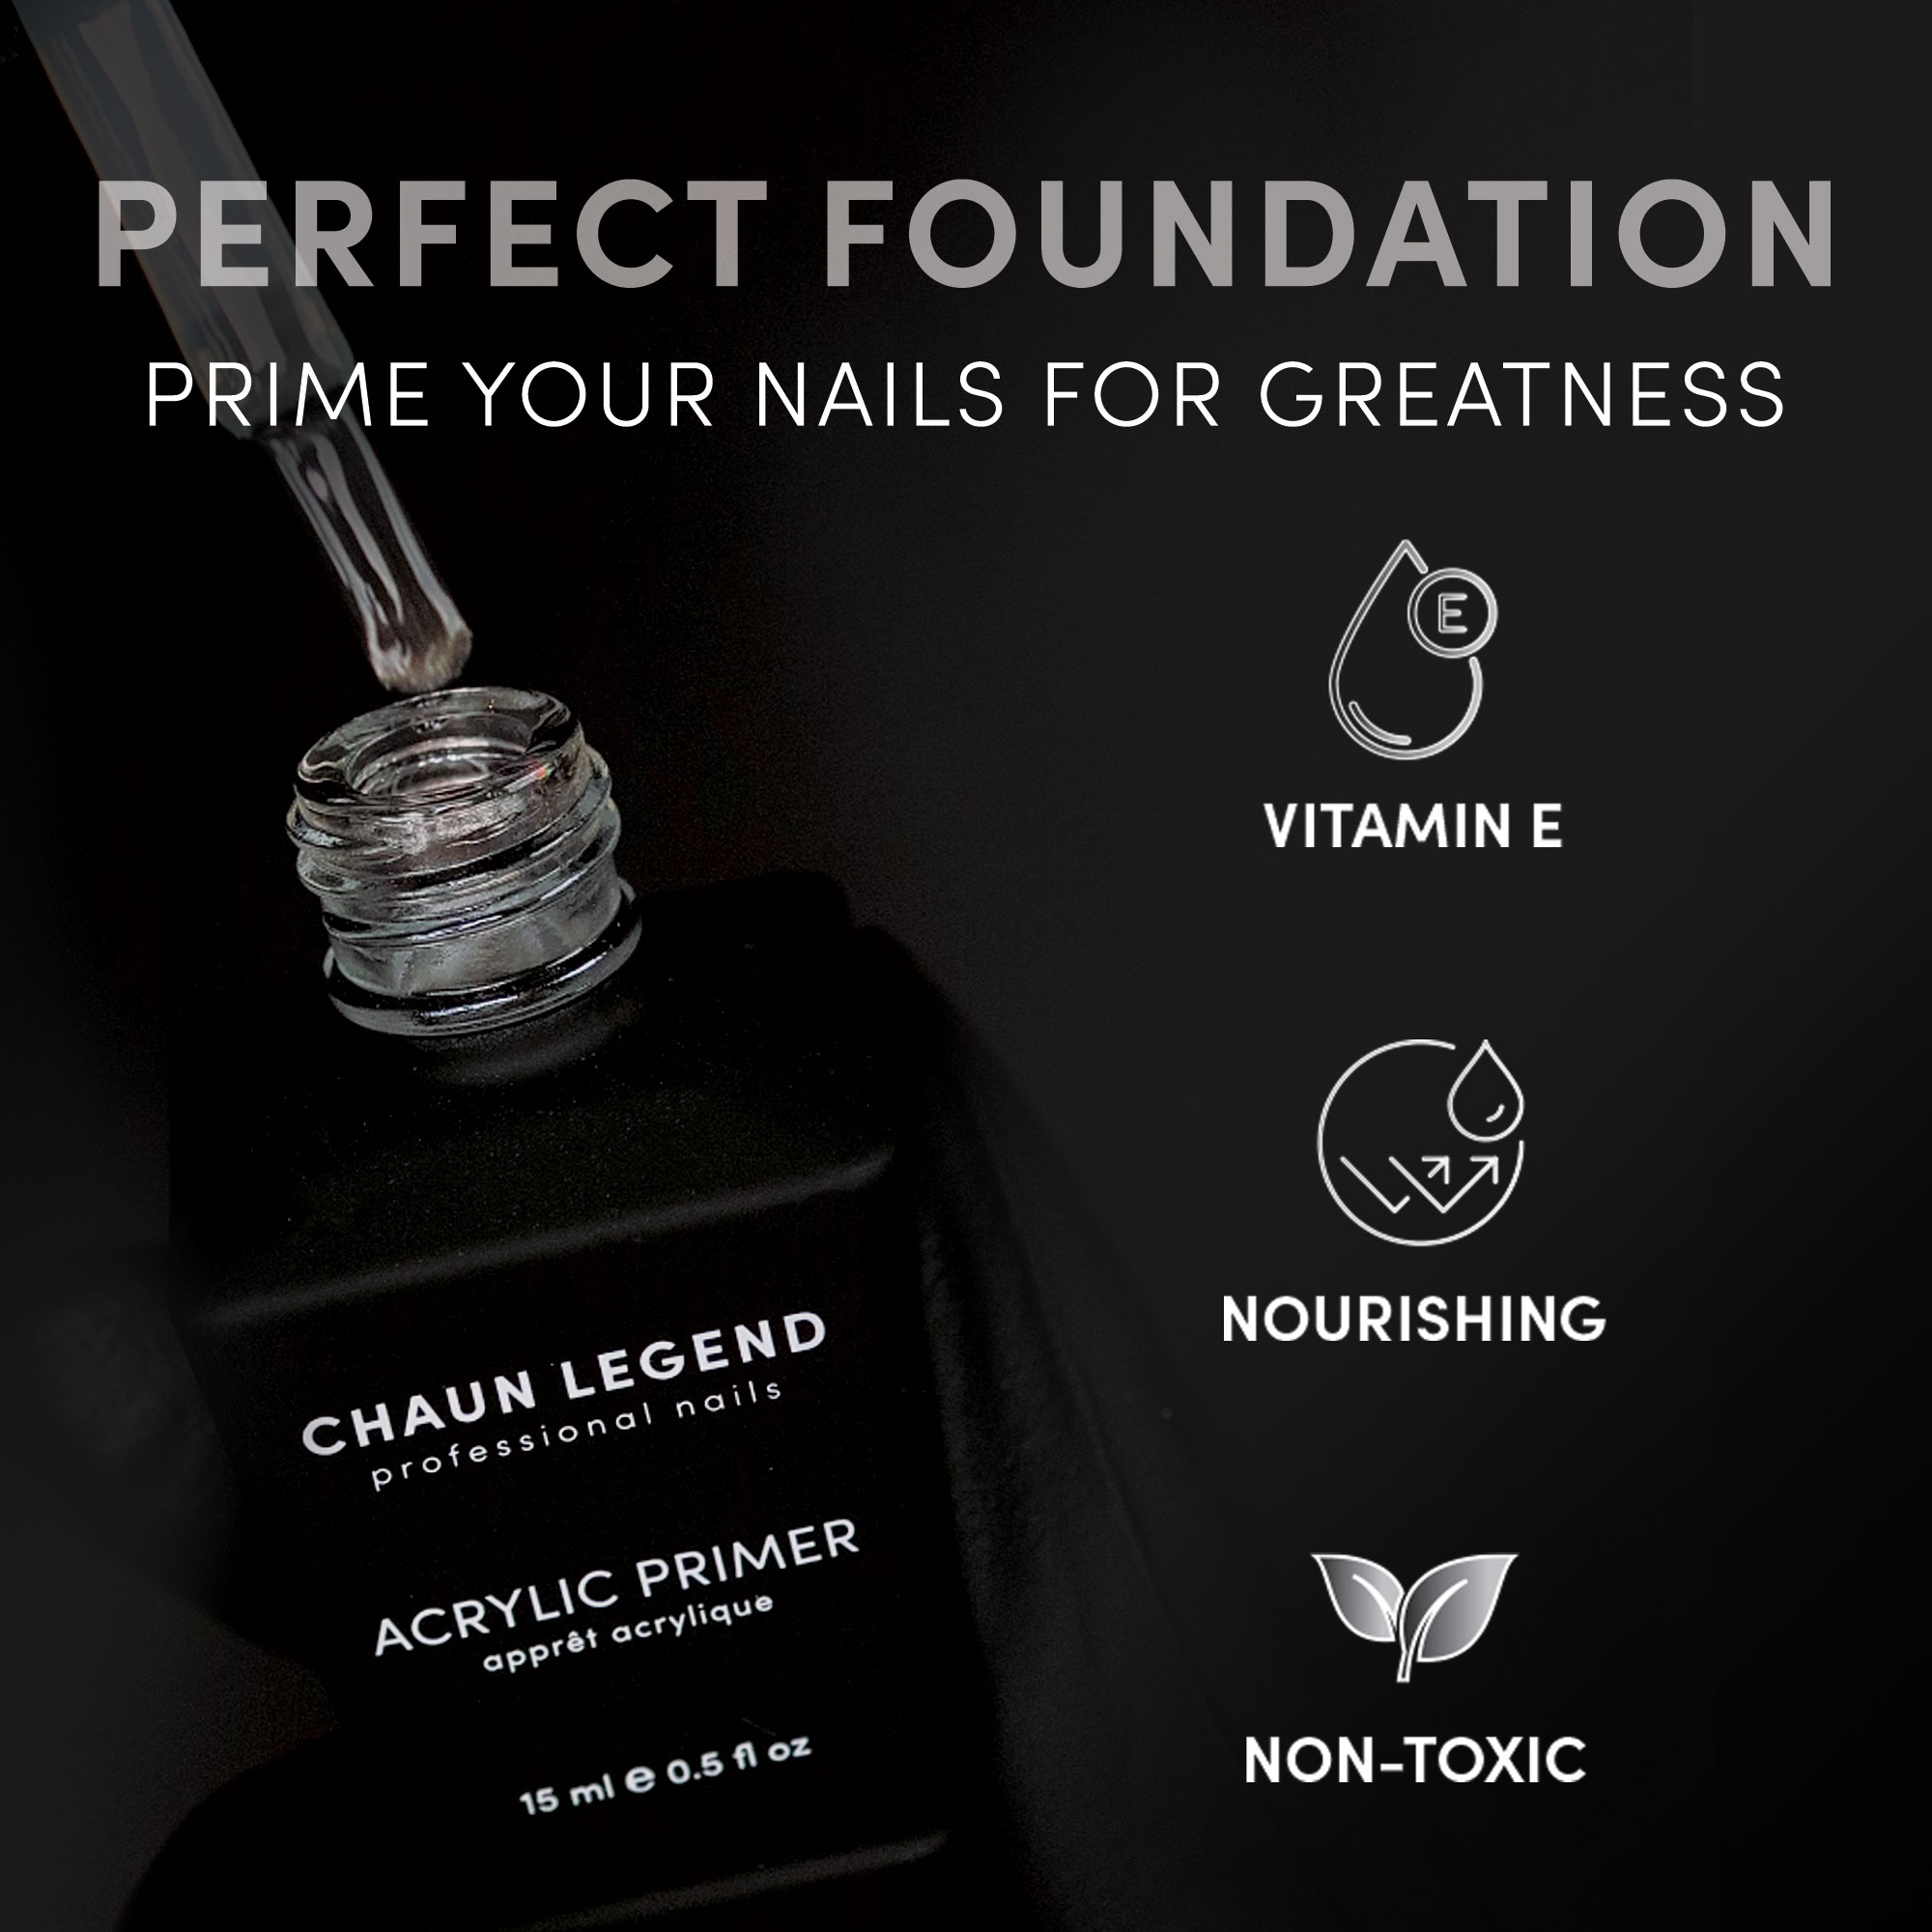 PERFECT FOUNDATION
PRIME YOUR NAILS FOR GREATNESS
E
VITAMIN E
NOURISHING
NON-TOXIC
CHAUN LEGEND
professional nails
ACRYLIC PRIMER
apprêt acrylique
15 ml e 0.5 fl oz